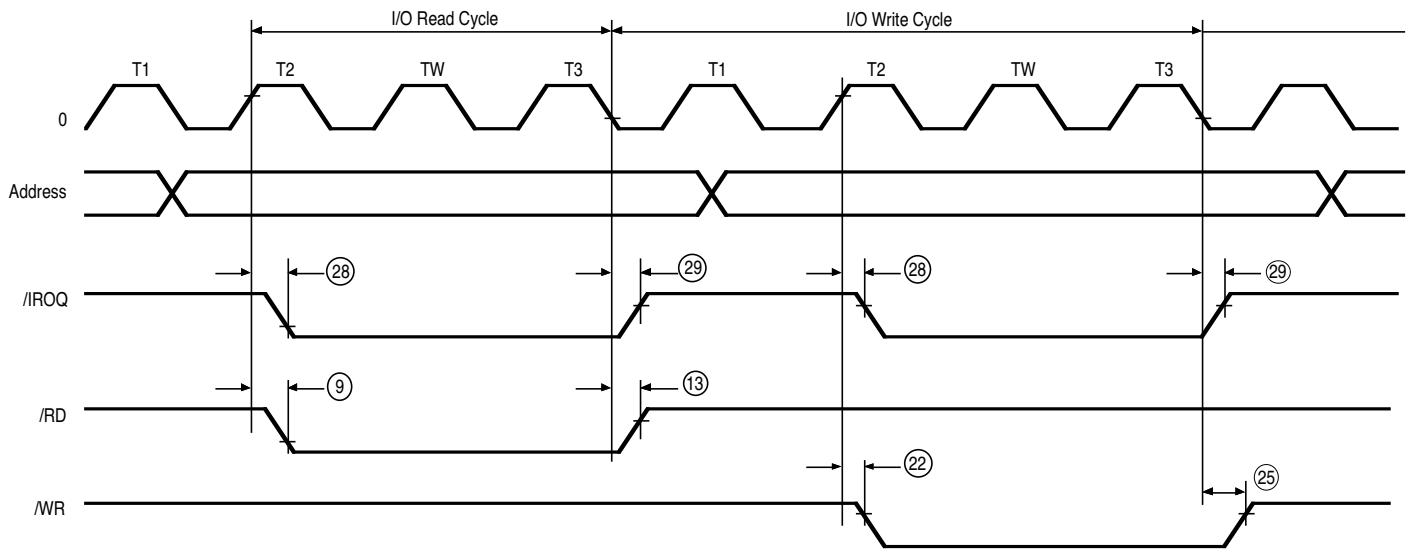 I/O Read Cycle I/O Write Cycle
T1 T2 TW T3 T1 T2 TW T3
0
Address
28 29 28 29
/IROQ
9 13
/RD
22 25
/WR